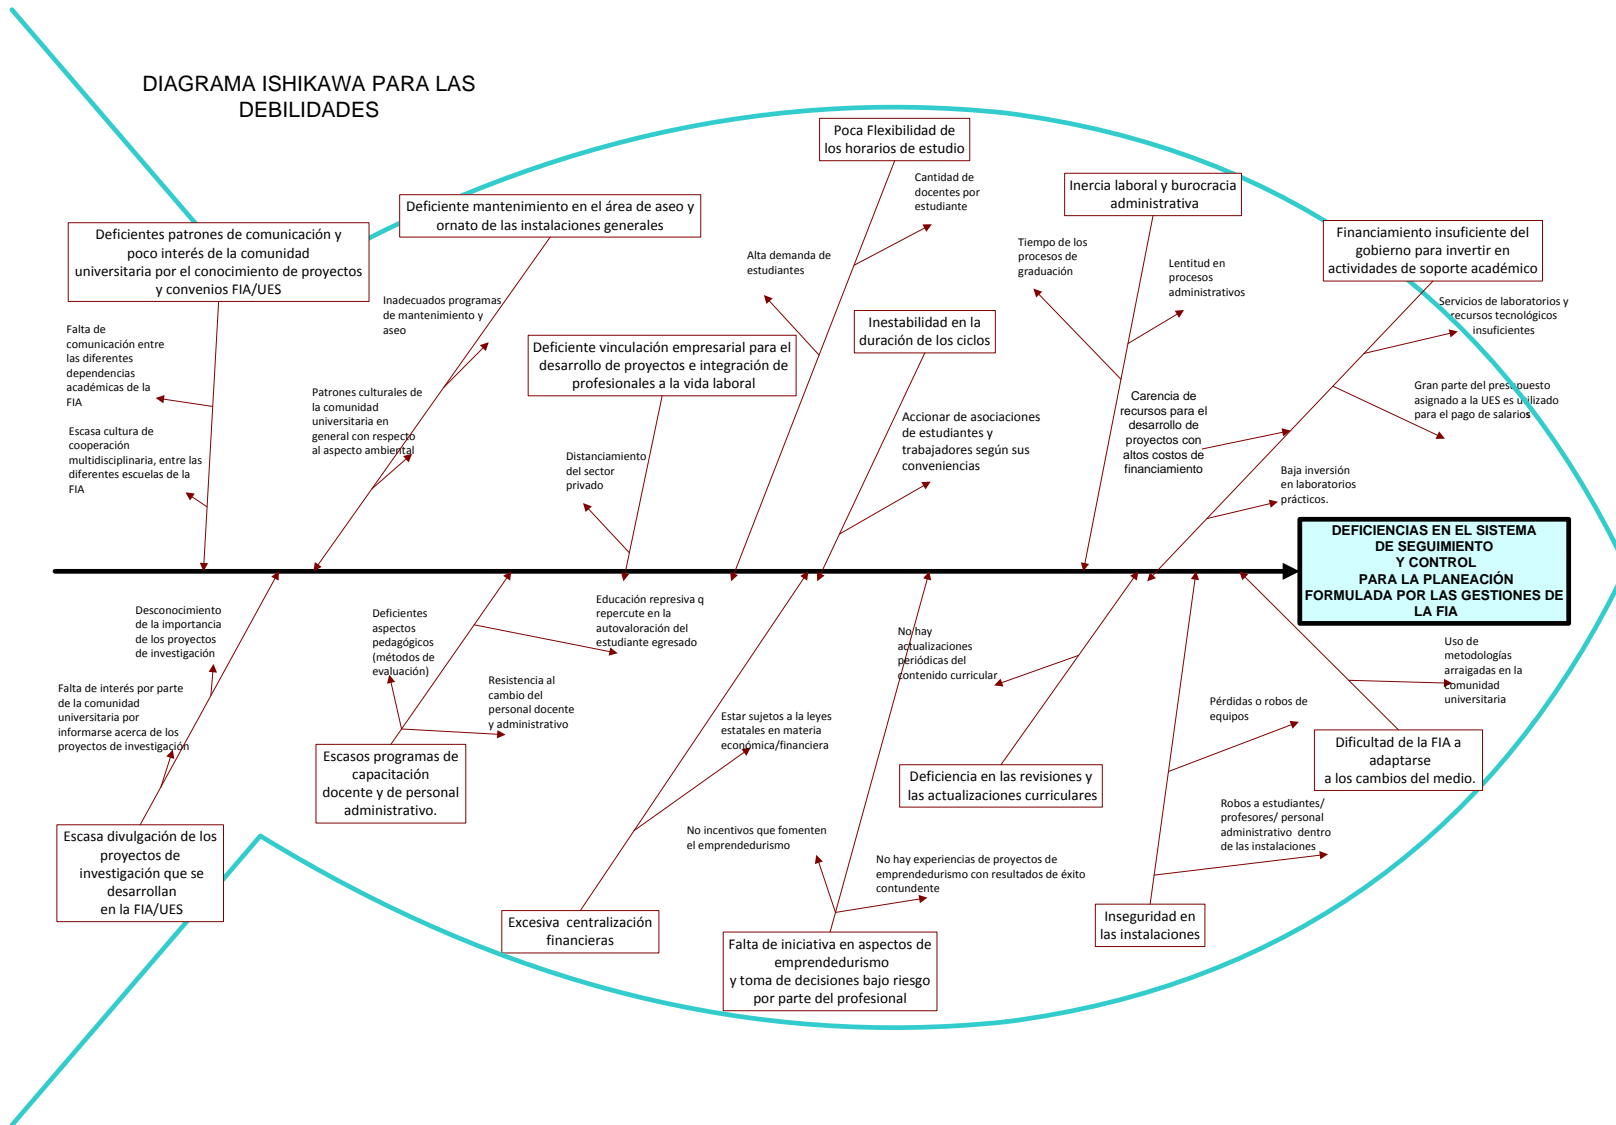 DIAGRAMA ISHIKAWA PARA LAS
DEBILIDADES
Deficientes patrones de comunicación y
poco interés de la comunidad
universitaria por el conocimiento de proyectos
y convenios FIA/UES
Falta de
comunicación entre
las diferentes
dependencias
académicas de la
FIA
Escasa cultura de
cooperación
multidisciplinaria, entre las
diferentes escuelas de la
FIA
Deficiente mantenimiento en el área de aseo y
ornato de las instalaciones generales
Inadecuados programas
de mantenimiento y
aseo
Patrones culturales de
la comunidad
universitaria en
general con respecto
al aspecto ambiental
Deficiente vinculación empresarial para el
desarrollo de proyectos e integración de
profesionales a la vida laboral
Distanciamiento
del sector
privado
Poca Flexibilidad de
los horarios de estudio
Cantidad de
docentes por
estudiante
Alta demanda de
estudiantes
Inestabilidad en la
duración de los ciclos
Accionar de asociaciones
de estudiantes y
trabajadores según sus
conveniencias
Inercia laboral y burocracia
administrativa
Tiempo de los
procesos de
graduación
Lentitud en
procesos
administrativos
Financiamiento insuficiente del
gobierno para invertir en
actividades de soporte académico
Servicios de laboratorios y
recursos tecnológicos
insuficientes
Gran parte del presupuesto
asignado a la UES es utilizado
para el pago de salarios
Carencia de
recursos para el
desarrollo de
proyectos con
altos costos de
financiamiento
Baja inversión
en laboratorios
prácticos.
DEFICIENCIAS EN EL SISTEMA
DE SEGUIMIENTO
Y CONTROL
PARA LA PLANEACIÓN
FORMULADA POR LAS GESTIONES DE
LA FIA
Desconocimiento
de la importancia
de los proyectos
de investigación
Falta de interés por parte
de la comunidad
universitaria por
informarse acerca de los
proyectos de investigación
Escasa divulgación de los
proyectos de
investigación que se
desarrollan
en la FIA/UES
Deficientes
aspectos
pedagógicos
(métodos de
evaluación)
Educación represiva q
repercute en la
autovaloración del
estudiante egresado
Resistencia al
cambio del
personal docente
y administrativo
Escasos programas de
capacitación
docente y de personal
administrativo.
Estar sujetos a la leyes
estatales en materia
económica/financiera
Excesiva centralización
financieras
No incentivos que fomenten
el emprendedurismo
No hay experiencias de proyectos de
emprendedurismo con resultados de éxito
contundente
Falta de iniciativa en aspectos de
emprendedurismo
y toma de decisiones bajo riesgo
por parte del profesional
No hay
actualizaciones
periódicas del
contenido curricular
Deficiencia en las revisiones y
las actualizaciones curriculares
Pérdidas o robos de
equipos
Robos a estudiantes/
profesores/ personal
administrativo dentro
de las instalaciones
Inseguridad en
las instalaciones
Uso de
metodologías
arraigadas en la
comunidad
universitaria
Dificultad de la FIA a
adaptarse
a los cambios del medio.